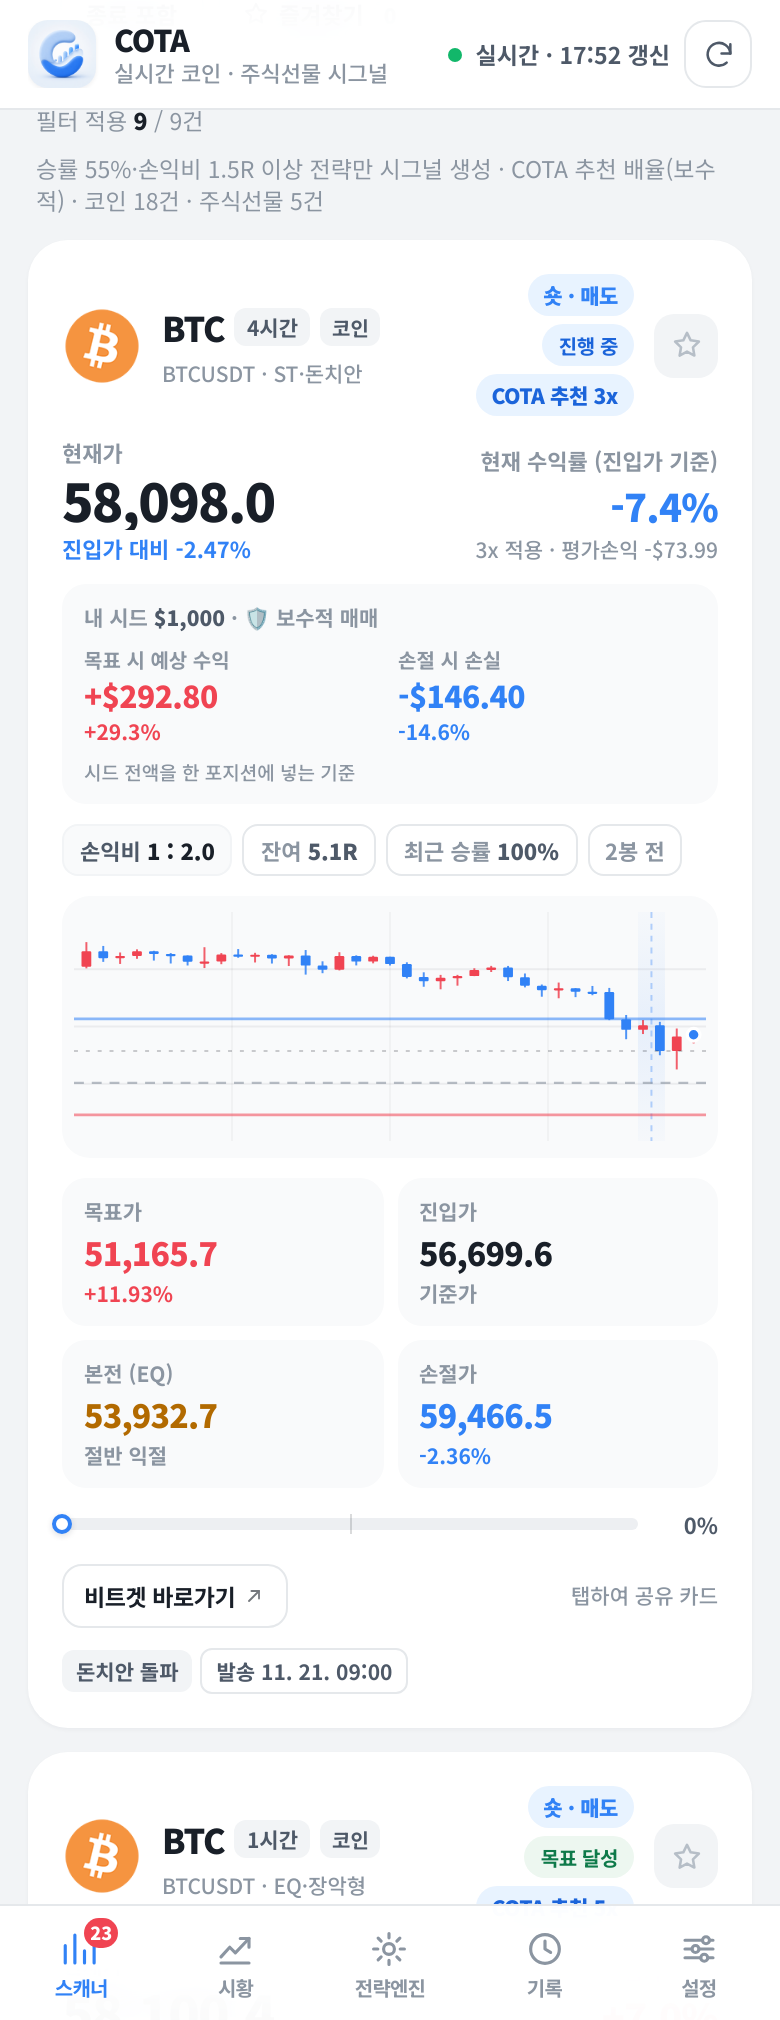 COTA
실시간 코인 · 주식선물 시그널
실시간 · 17:52 갱신
필터 적용 9 / 9건
승률 55%·손익비 1.5R 이상 전략만 시그널 생성 · COTA 추천 배율(보수
적) · 코인 18건 · 주식선물 5건
BTC 4시간 코인
BTCUSDT · ST·돈치안
숏 · 매도
진행 중
COTA 추천 3x
현재가
58,098.0
진입가 대비 -2.47%
현재 수익률 (진입가 기준)
-7.4%
3x 적용 · 평가손익 -$73.99
내 시드 $1,000 · 🛡️ 보수적 매매
목표 시 예상 수익
+$292.80
+29.3%
손절 시 손실
-$146.40
-14.6%
시드 전액을 한 포지션에 넣는 기준
손익비 1 : 2.0 잔여 5.1R 최근 승률 100% 2봉 전
목표가
51,165.7
+11.93%
진입가
56,699.6
기준가
본전 (EQ)
53,932.7
절반 익절
손절가
59,466.5
-2.36%
0%
비트겟 바로가기 ↗
탭하여 공유 카드
돈치안 돌파 발송 11. 21. 09:00
BTC 1시간 코인
BTCUSDT · EQ·장악형
숏 · 매도
목표 달성
COTA 추천
23
스캐너 시황 전략엔진 기록 설정